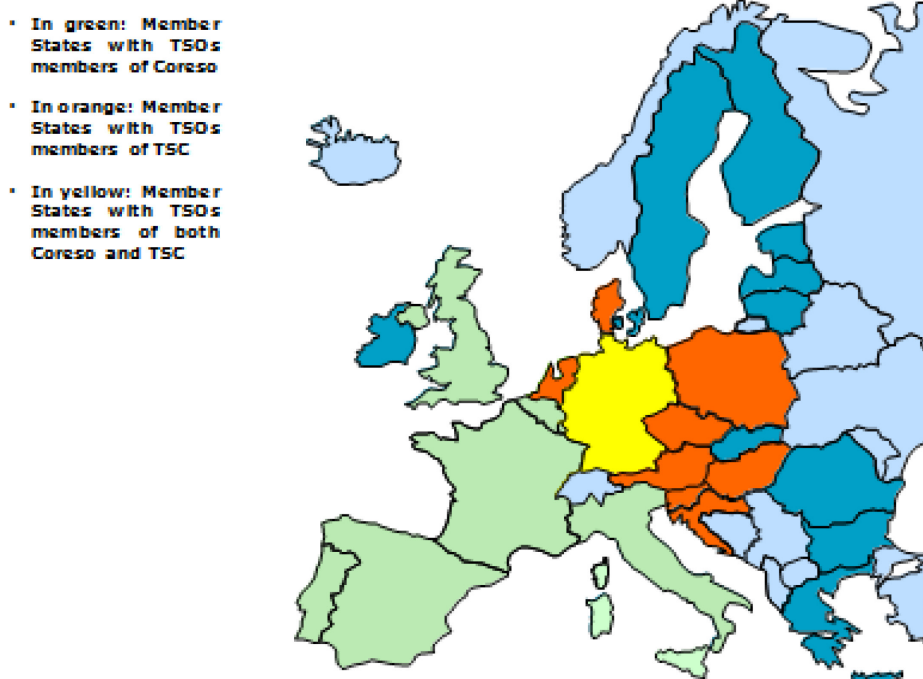 • In green: Member
States with TSOs
members of Coreso
• In orange: Member
States with TSOs
members of TSC
• In yellow: Member
States with TSOs
members of both
Coreso and TSC